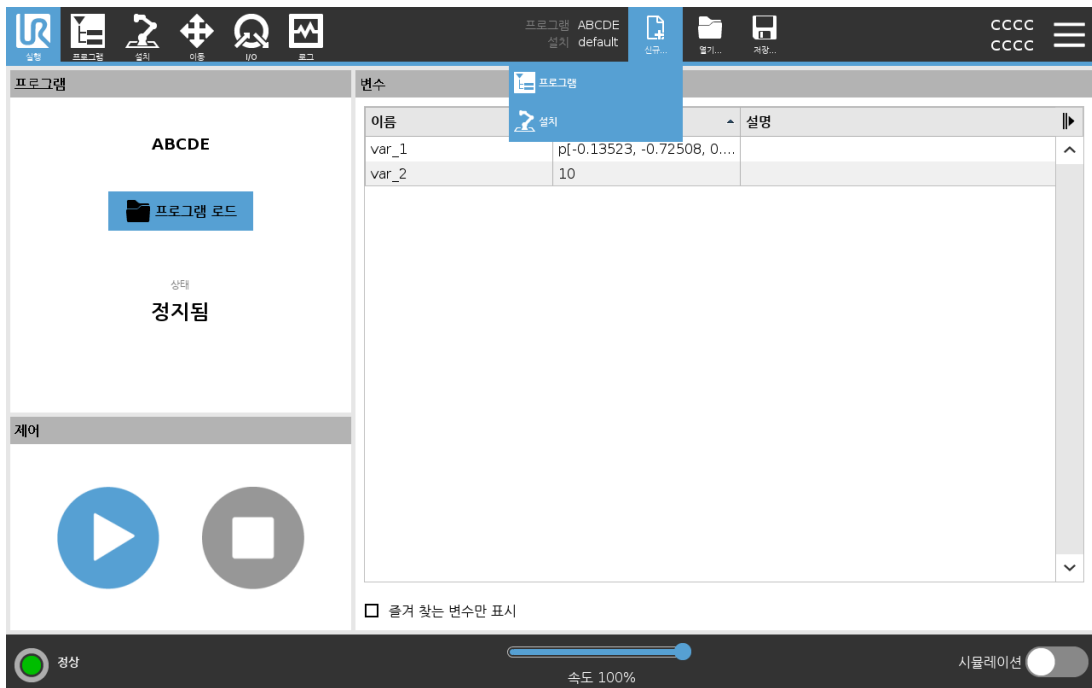 UR
실행
프로그램
설치
이동
I/O
로그
프로그램 ABCDE
설치 default
신규...
열기...
저장...
CCCC
CCCC
프로그램
설치
프로그램
ABCDE
프로그램 로드
상태
정지됨
제어
변수
이름
설명
var_1 p[-0.13523, -0.72508, 0....
var_2 10
즐겨 찾는 변수만 표시
정상
속도 100%
시뮬레이션